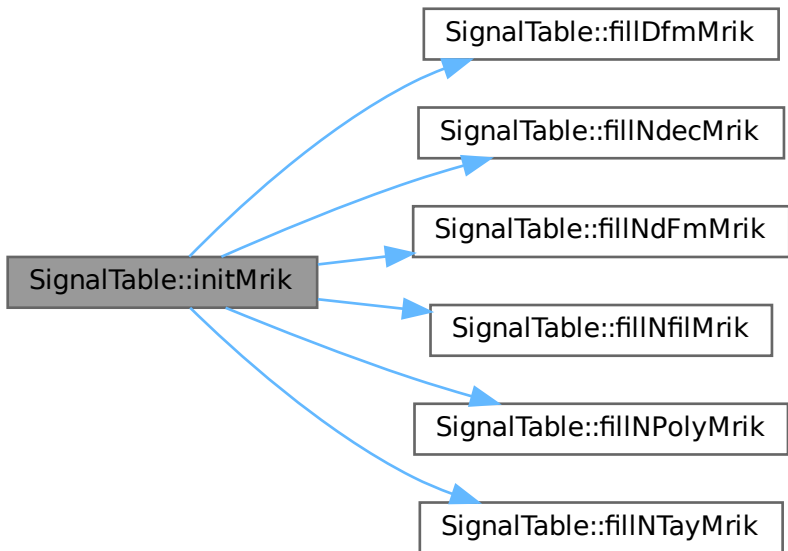 SignalTable::fillDfmMrik
SignalTable::fillNdecMrik
SignalTable::fillNdFmMrik
SignalTable::initMrik
SignalTable::fillNfilMrik
SignalTable::fillNPolyMrik
SignalTable::fillNTayMrik